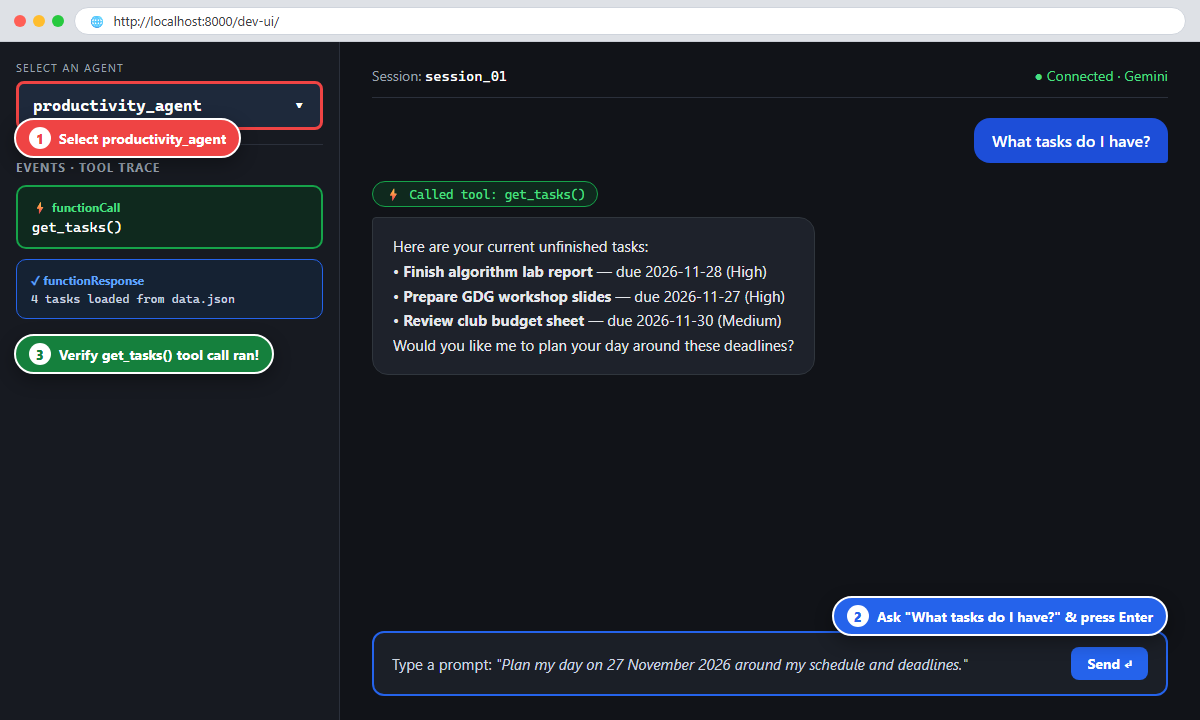 http://localhost:8000/dev-ui/
SELECT AN AGENT
productivity_agent ▼
1 Select productivity_agent
EVENTS · TOOL TRACE
⚡ functionCall
get_tasks()
✓ functionResponse
4 tasks loaded from data.json
3 Verify get_tasks() tool call ran!
Session: session_01
● Connected · Gemini
What tasks do I have?
⚡ Called tool: get_tasks()
Here are your current unfinished tasks:
• Finish algorithm lab report — due 2026-11-28 (High)
• Prepare GDG workshop slides — due 2026-11-27 (High)
• Review club budget sheet — due 2026-11-30 (Medium)
Would you like me to plan your day around these deadlines?
2 Ask "What tasks do I have?" & press Enter
Type a prompt: "Plan my day on 27 November 2026 around my schedule and deadlines."
Send ↲